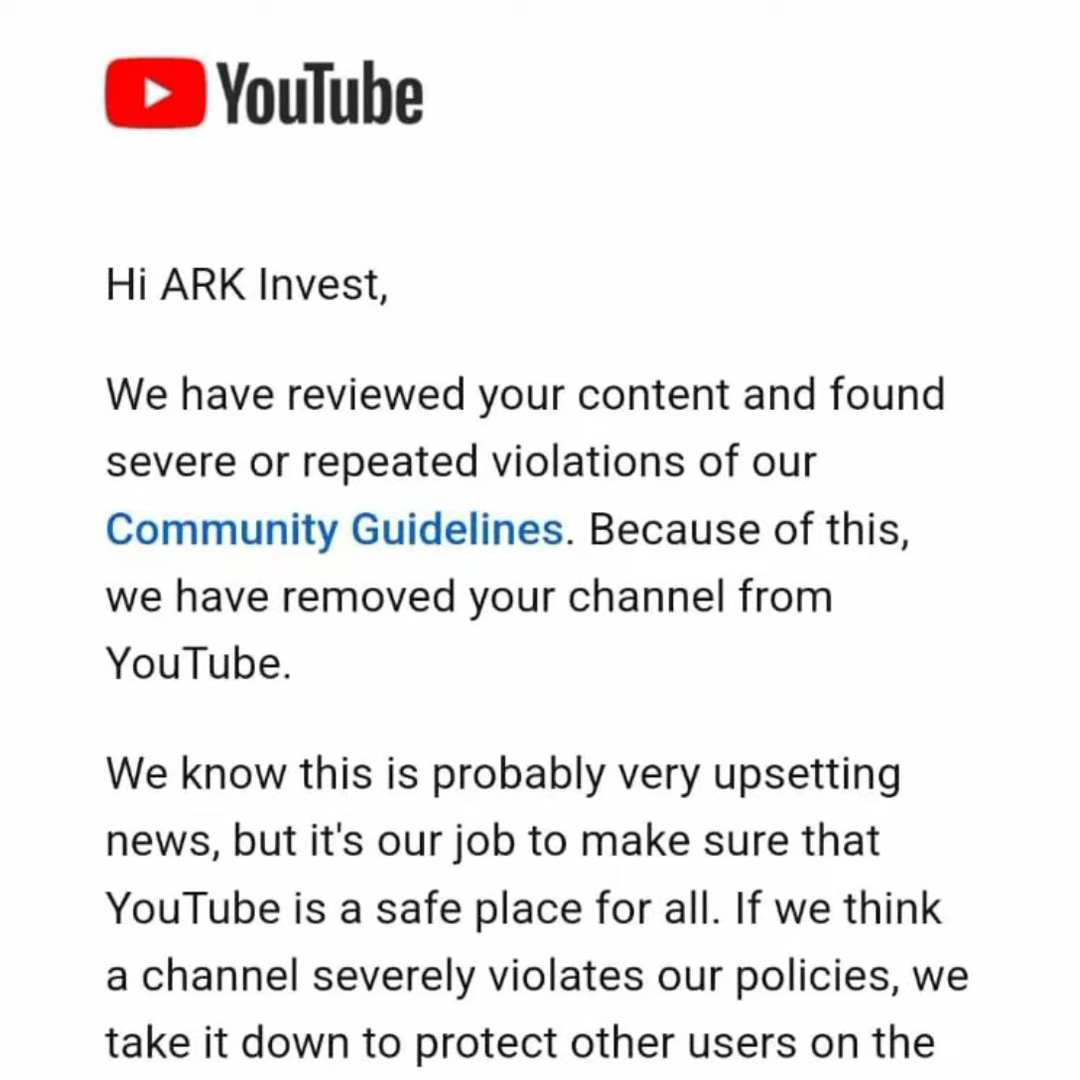 YouTube
Hi ARK Invest,
We have reviewed your content and found
severe or repeated violations of our
Community Guidelines. Because of this,
we have removed your channel from
YouTube.
We know this is probably very upsetting
news, but it's our job to make sure that
YouTube is a safe place for all. If we think
a channel severely violates our policies, we
take it down to protect other users on the